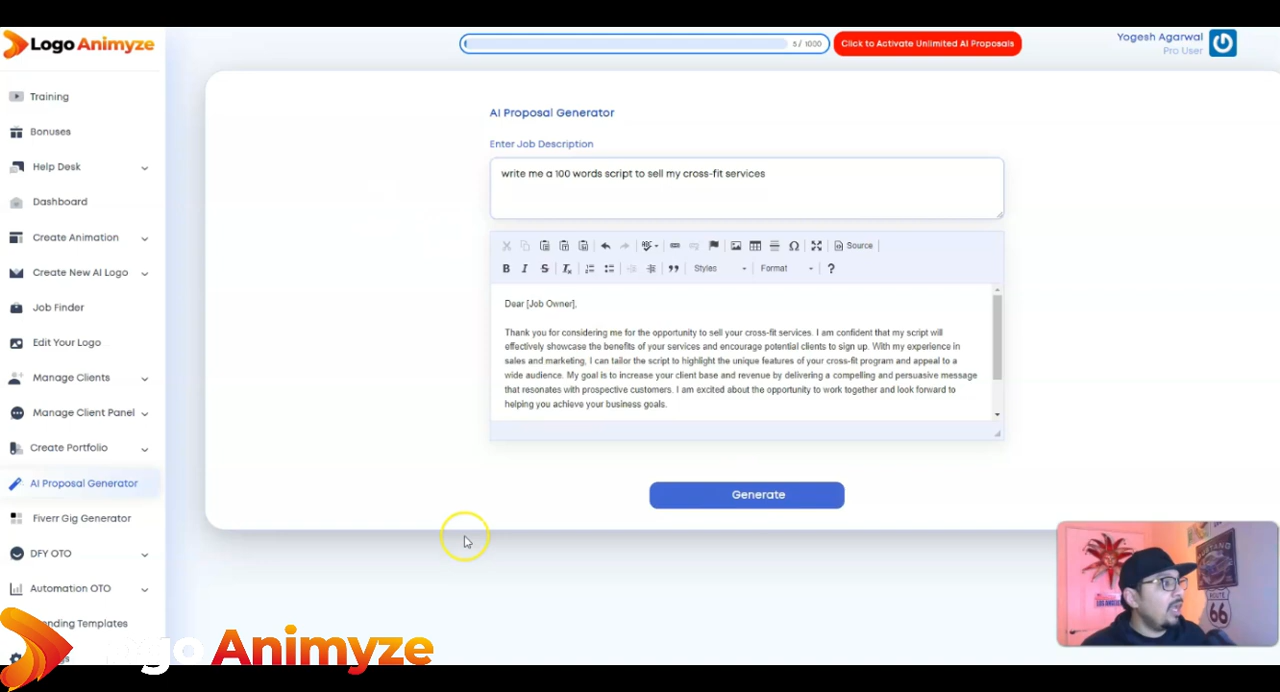 Logo Animyze
5 / 1000
Click to Activate Unlimited AI Proposals
Yogesh Agarwal
Pro User
Training
Bonuses
Help Desk
Dashboard
Create Animation
Create New AI Logo
Job Finder
Edit Your Logo
Manage Clients
Manage Client Panel
Create Portfolio
AI Proposal Generator
Fiverr Gig Generator
DFY OTO
Automation OTO
ending Templates
AI Proposal Generator
Enter Job Description
write me a 100 words script to sell my cross-fit services
Source
Styles
Format
Dear [Job Owner],
Thank you for considering me for the opportunity to sell your cross-fit services. I am confident that my script will
effectively showcase the benefits of your services and encourage potential clients to sign up. With my experience in
sales and marketing, I can tailor the script to highlight the unique features of your cross-fit program and appeal to a
wide audience. My goal is to increase your client base and revenue by delivering a compelling and persuasive message
that resonates with prospective customers. I am excited about the opportunity to work together and look forward to
helping you achieve your business goals.
Generate
ROUTE
66
Logo Animyze